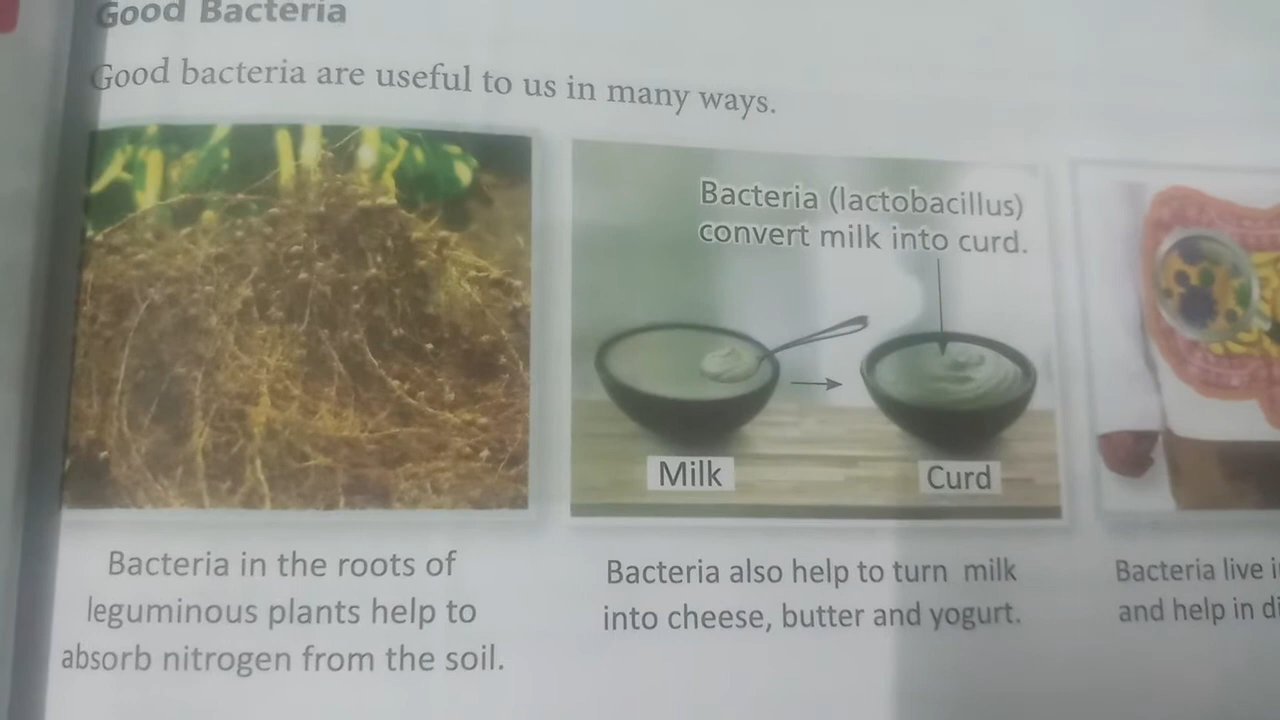 Good Bacteria
Good bacteria are useful to us in many ways.
Bacteria (lactobacillus)
convert milk into curd.
Milk
Curd
Bacteria in the roots of
leguminous plants help to
absorb nitrogen from the soil.
Bacteria also help to turn milk
into cheese, butter and yogurt.
Bacteria live
and help in